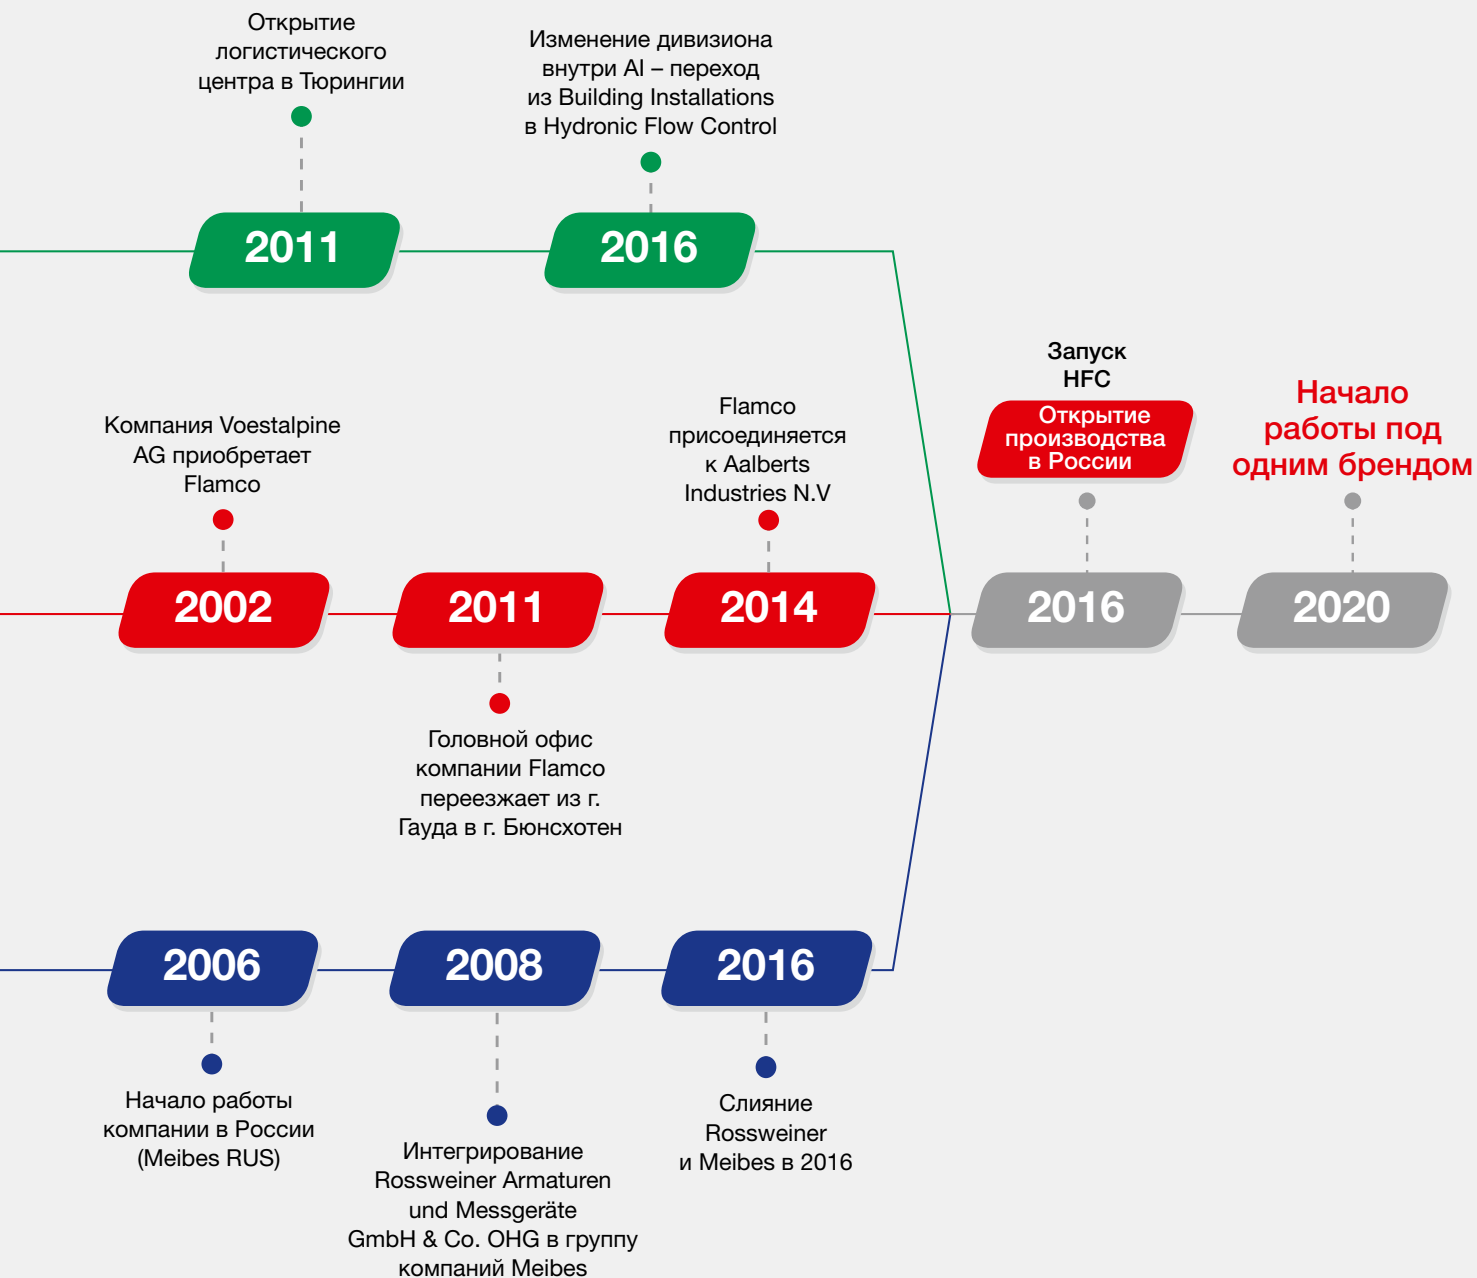 Открытие
логистического
центра в Тюрингии
2011
Изменение дивизиона
внутри AI – переход
из Building Installations
в Hydronic Flow Control
2016
Компания Voestalpine
AG приобретает
Flamco
2002
2011
Головной офис
компании Flamco
переезжает из г.
Гауда в г. Бюнсхотен
Flamco
присоединяется
к Aalberts
Industries N.V
2014
Запуск
HFC
Открытие
производства
в России
2016
Начало
работы под
одним брендом
2020
2006
Начало работы
компании в России
(Meibes RUS)
2008
Интегрирование
Rossweiner Armaturen
und Messgeräte
GmbH & Co. OHG в группу
компаний Meibes
2016
Слияние
Rossweiner
и Meibes в 2016